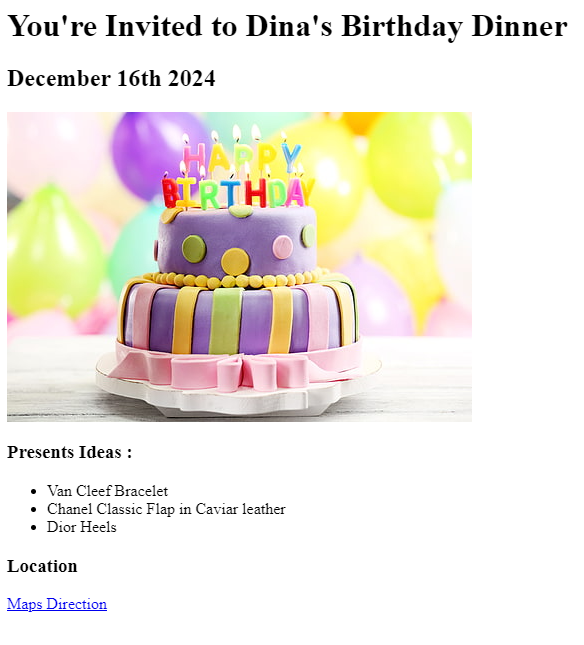 You're Invited to Dina's Birthday Dinner
December 16th 2024
HAPPY
BIRTHDAY
Presents Ideas :
Van Cleef Bracelet
Chanel Classic Flap in Caviar leather
Dior Heels
Location
Maps Direction